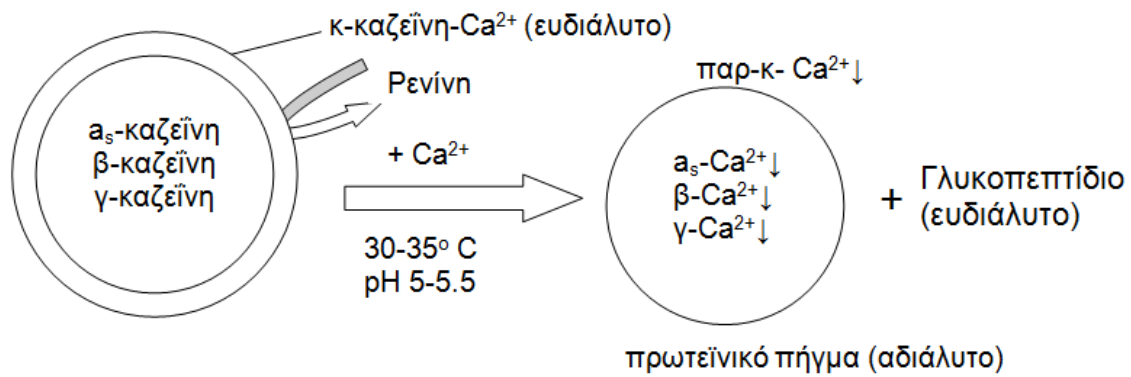 κ-καζεΐνη-Ca²⁺ (ευδιάλυτο)
Ρενίνη
aₛ-καζεΐνη
β-καζεΐνη
γ-καζεΐνη
+ Ca²⁺
30-35º C
pH 5-5.5
παρ-κ- Ca²⁺↓
aₛ-Ca²⁺↓
β-Ca²⁺↓
γ-Ca²⁺↓
+ Γλυκοπεπτίδιο
(ευδιάλυτο)
πρωτεϊνικό πήγμα (αδιάλυτο)